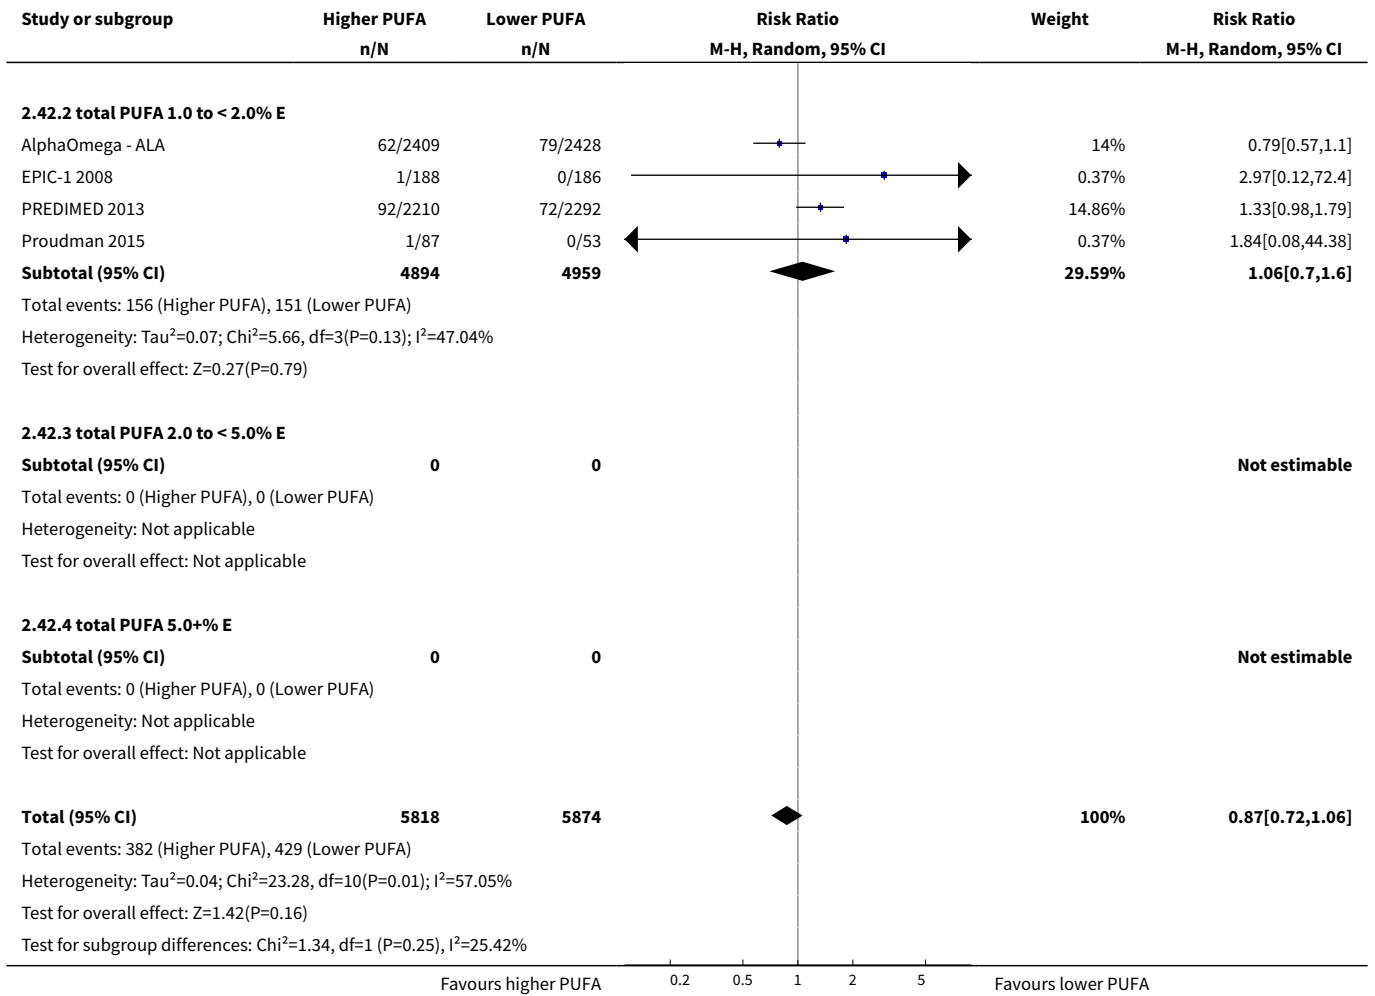 Study or subgroup Higher PUFA Lower PUFA Risk Ratio Weight Risk Ratio
n/N n/N M-H, Random, 95% CI M-H, Random, 95% CI
2.42.2 total PUFA 1.0 to < 2.0% E
AlphaOmega - ALA 62/2409 79/2428 14% 0.79[0.57,1.1]
EPIC-1 2008 1/188 0/186 0.37% 2.97[0.12,72.4]
PREDIMED 2013 92/2210 72/2292 14.86% 1.33[0.98,1.79]
Proudman 2015 1/87 0/53 0.37% 1.84[0.08,44.38]
Subtotal (95% CI) 4894 4959 29.59% 1.06[0.7,1.6]
Total events: 156 (Higher PUFA), 151 (Lower PUFA)
Heterogeneity: Tau²=0.07; Chi²=5.66, df=3(P=0.13); I²=47.04%
Test for overall effect: Z=0.27(P=0.79)
2.42.3 total PUFA 2.0 to < 5.0% E
Subtotal (95% CI) 0 0 Not estimable
Total events: 0 (Higher PUFA), 0 (Lower PUFA)
Heterogeneity: Not applicable
Test for overall effect: Not applicable
2.42.4 total PUFA 5.0+% E
Subtotal (95% CI) 0 0 Not estimable
Total events: 0 (Higher PUFA), 0 (Lower PUFA)
Heterogeneity: Not applicable
Test for overall effect: Not applicable
Total (95% CI) 5818 5874 100% 0.87[0.72,1.06]
Total events: 382 (Higher PUFA), 429 (Lower PUFA)
Heterogeneity: Tau²=0.04; Chi²=23.28, df=10(P=0.01); I²=57.05%
Test for overall effect: Z=1.42(P=0.16)
Test for subgroup differences: Chi²=1.34, df=1 (P=0.25), I²=25.42%
Favours higher PUFA 0.2 0.5 1 2 5 Favours lower PUFA